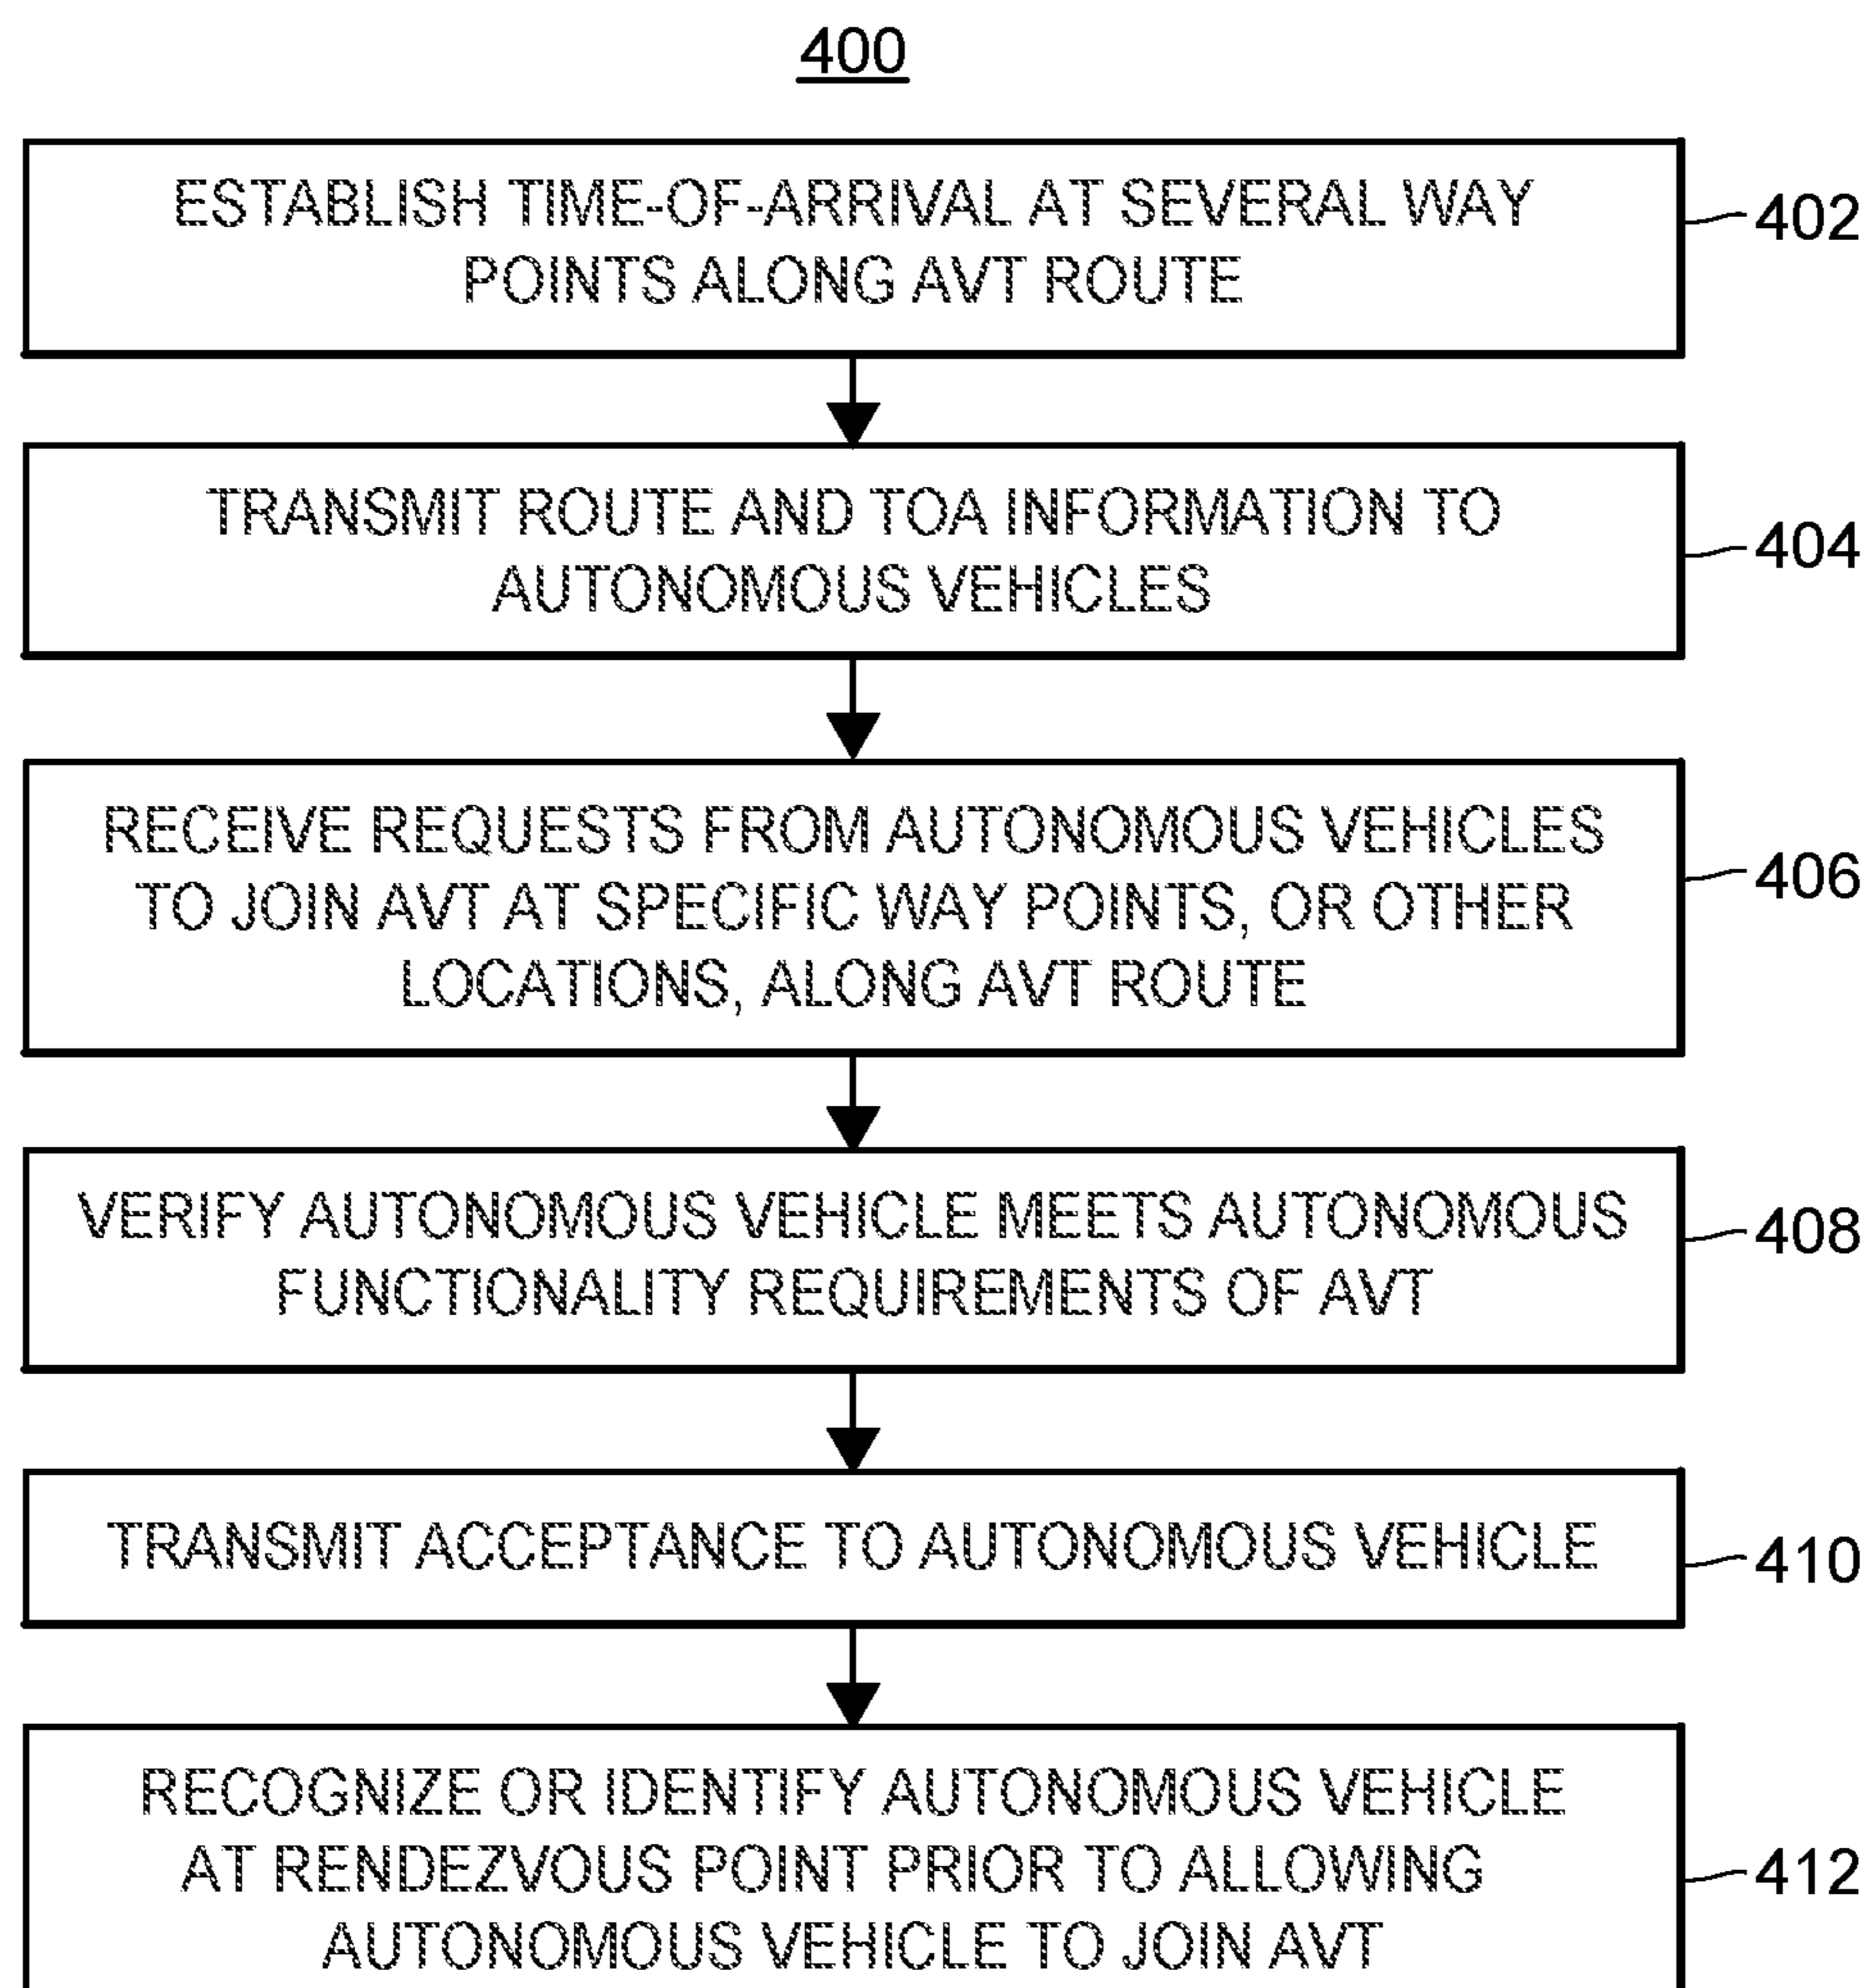 400
ESTABLISH TIME-OF-ARRIVAL AT SEVERAL WAY
POINTS ALONG AVT ROUTE
402
TRANSMIT ROUTE AND TOA INFORMATION TO
AUTONOMOUS VEHICLES
404
RECEIVE REQUESTS FROM AUTONOMOUS VEHICLES
TO JOIN AVT AT SPECIFIC WAY POINTS, OR OTHER
LOCATIONS, ALONG AVT ROUTE
406
VERIFY AUTONOMOUS VEHICLE MEETS AUTONOMOUS
FUNCTIONALITY REQUIREMENTS OF AVT
408
TRANSMIT ACCEPTANCE TO AUTONOMOUS VEHICLE
410
RECOGNIZE OR IDENTIFY AUTONOMOUS VEHICLE
AT RENDEZVOUS POINT PRIOR TO ALLOWING
AUTONOMOUS VEHICLE TO JOIN AVT
412